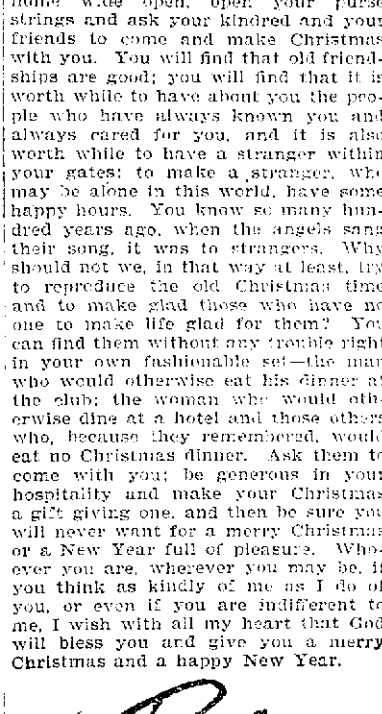 home wide open, open your purse
strings and ask your kindred and your
friends to come and make Christmas
with you. You will find that old friend-
ships are good; you will find that it is
worth while to have about you the peo-
ple who have always known you and
always cared for you, and it is also
worth while to have a stranger within
your gates; to make a stranger, who
may be alone in this world, have some
happy hours. You know so many hun-
dred years ago, when the angels sang
their song, it was to strangers. Why
should not we, in that way at least, try
to reproduce the old Christmas time
and to make glad those who have no
one to make life glad for them? You
can find them without any trouble right
in your own fashionable set—the man
who would otherwise eat his dinner at
the club; the woman who would oth-
erwise dine at a hotel and those others
who, because they remembered, would
eat no Christmas dinner. Ask them to
come with you; be generous in your
hospitality and make your Christmas
a gift giving one, and then be sure you
will never want for a merry Christmas
or a New Year full of pleasure. Who-
ever you are, wherever you may be, if
you think as kindly of me as I do of
you, or even if you are indifferent to
me, I wish with all my heart that God
will bless you and give you a merry
Christmas and a happy New Year.